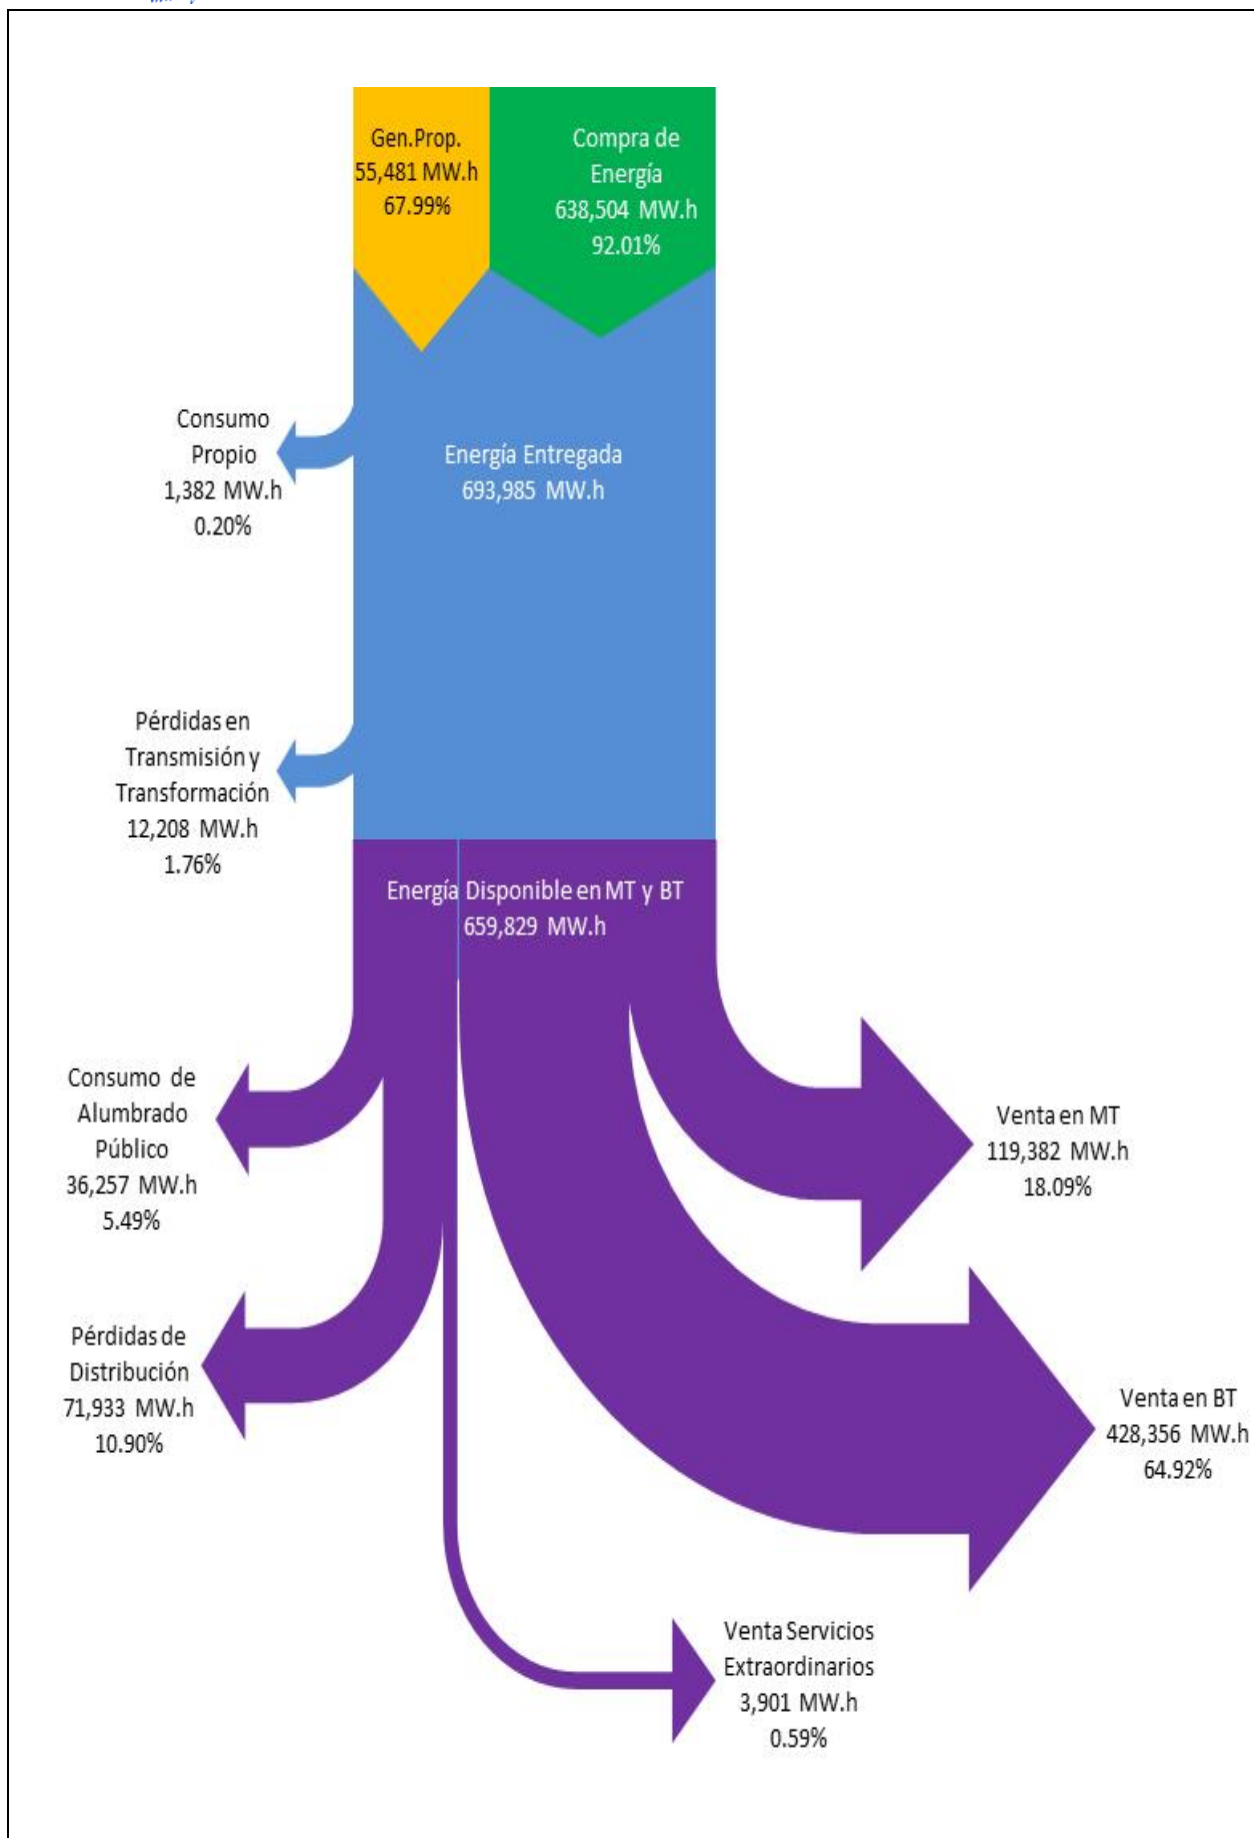 Gen.Prop.
55,481 MW.h
67.99%
Compra de
Energía
638,504 MW.h
92.01%
Consumo
Propio
1,382 MW.h
0.20%
Energía Entregada
693,985 MW.h
Pérdidas en
Transmisión y
Transformación
12,208 MW.h
1.76%
Energía Disponible en MT y BT
659,829 MW.h
Consumo de
Alumbrado
Público
36,257 MW.h
5.49%
Venta en MT
119,382 MW.h
18.09%
Pérdidas de
Distribución
71,933 MW.h
10.90%
Venta en BT
428,356 MW.h
64.92%
Venta Servicios
Extraordinarios
3,901 MW.h
0.59%